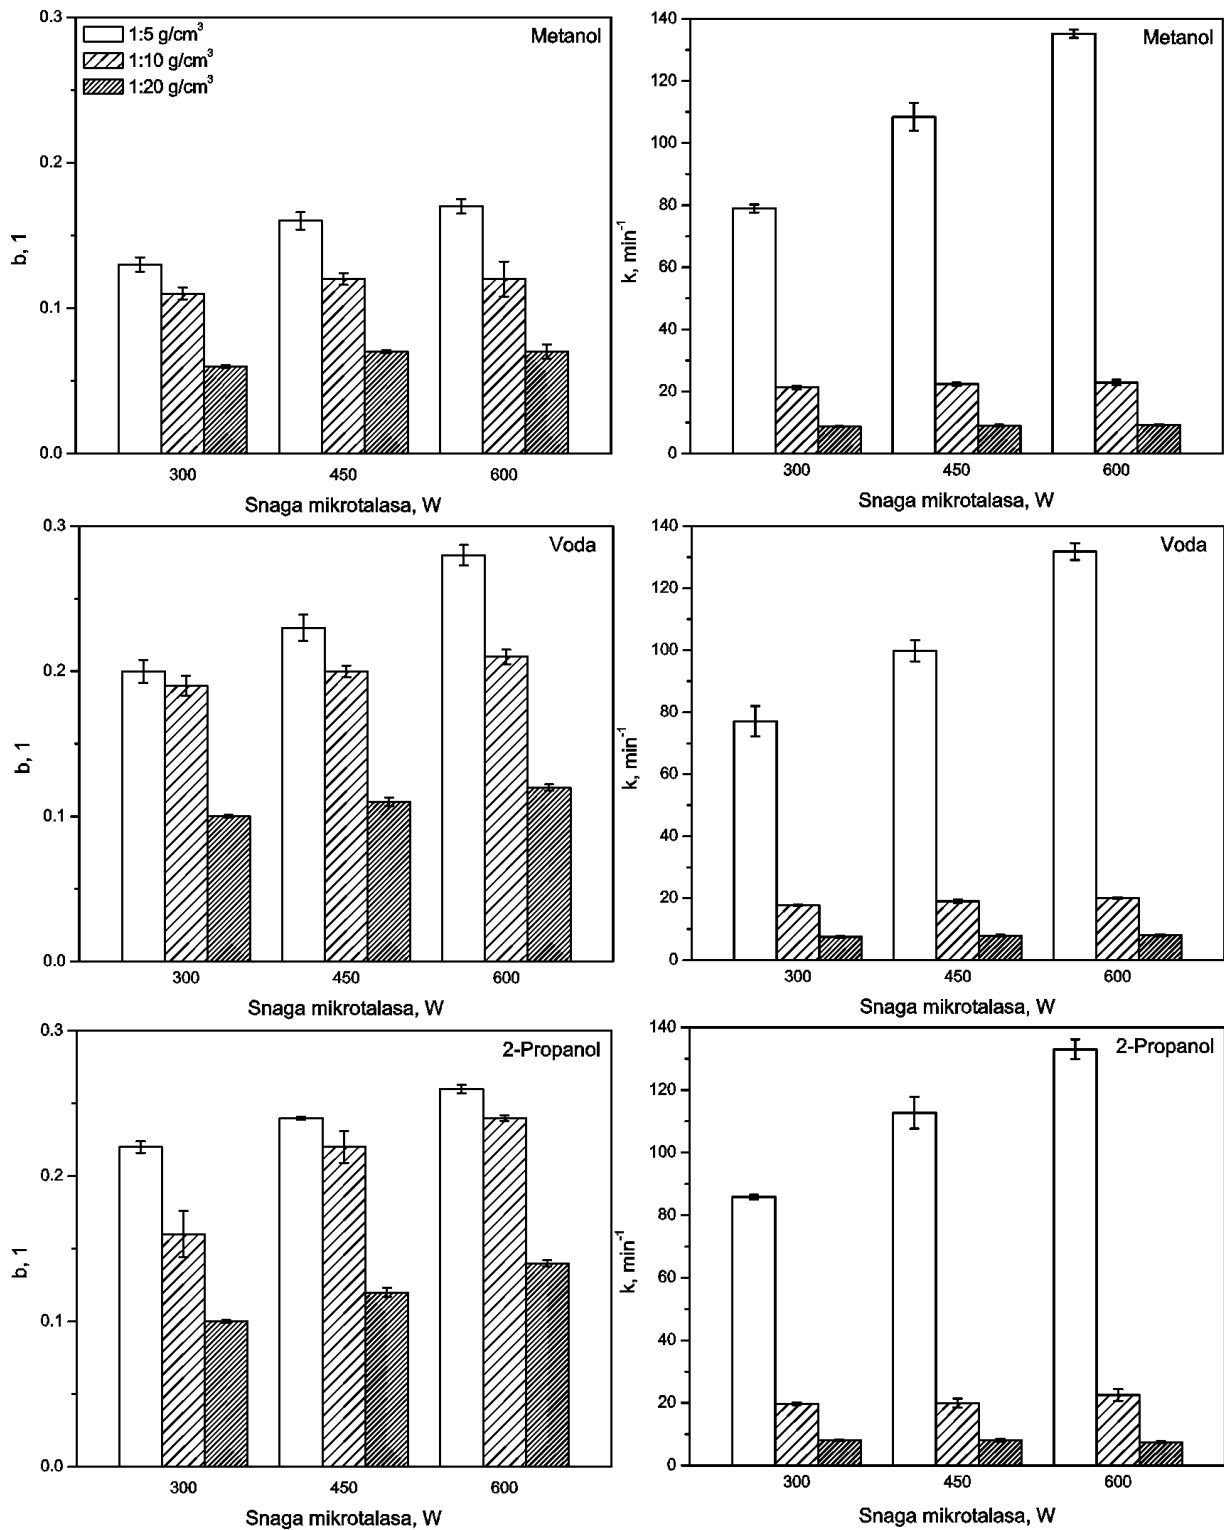 0.3
0.2
0.1
0.0
b, 1
1:5 g/cm³
1:10 g/cm³
1:20 g/cm³
Metanol
300 450 600
Snaga mikrotalasa, W
140
120
100
80
60
40
20
0
k, min⁻¹
Metanol
300 450 600
Snaga mikrotalasa, W
0.3
0.2
0.1
0.0
b, 1
Voda
300 450 600
Snaga mikrotalasa, W
140
120
100
80
60
40
20
0
k, min⁻¹
Voda
300 450 600
Snaga mikrotalasa, W
0.3
0.2
0.1
0.0
b, 1
2-Propanol
300 450 600
Snaga mikrotalasa, W
140
120
100
80
60
40
20
0
k, min⁻¹
2-Propanol
300 450 600
Snaga mikrotalasa, W